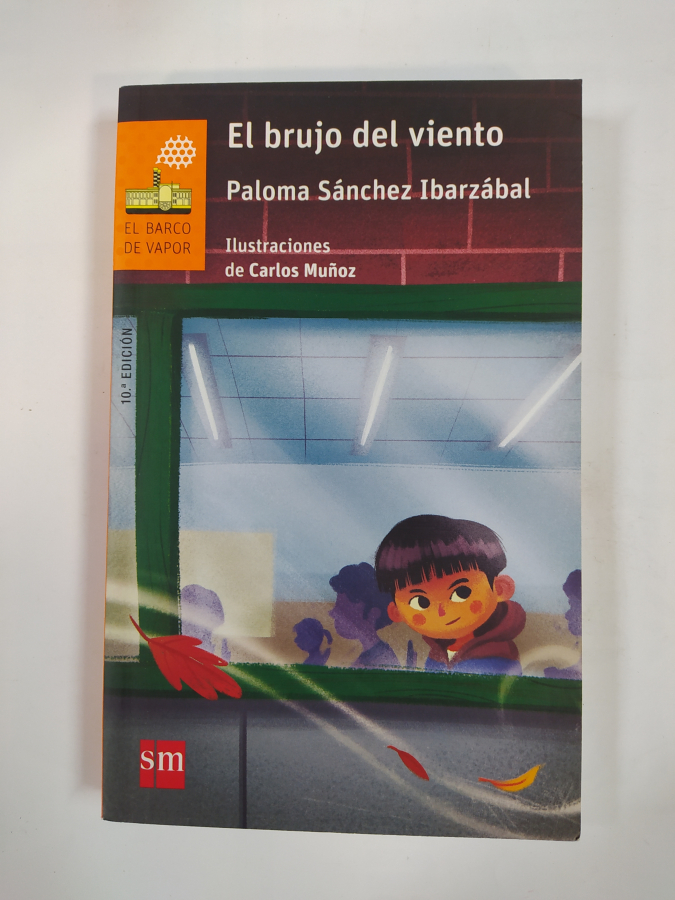 El brujo del viento
Paloma Sánchez Ibarzábal
Ilustraciones
de Carlos Muñoz
EL BARCO
DE VAPOR
10.ª EDICIÓN
sm